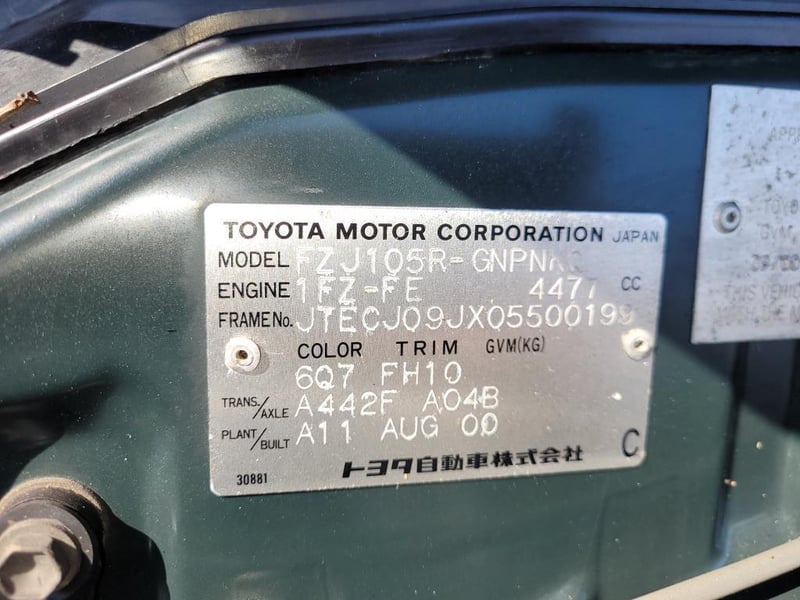 TOYOTA MOTOR CORPORATION JAPAN
MODEL FZJ105R-GNPNKQ
ENGINE 1FZ-FE 4477 CC
FRAME No. JTECJ09JX05500199
COLOR TRIM GVM(KG)
6Q7 FH10
TRANS./AXLE A442F A04B
PLANT/BUILT A11 AUG 00
30881
トヨタ自動車株式会社
C
GVM,